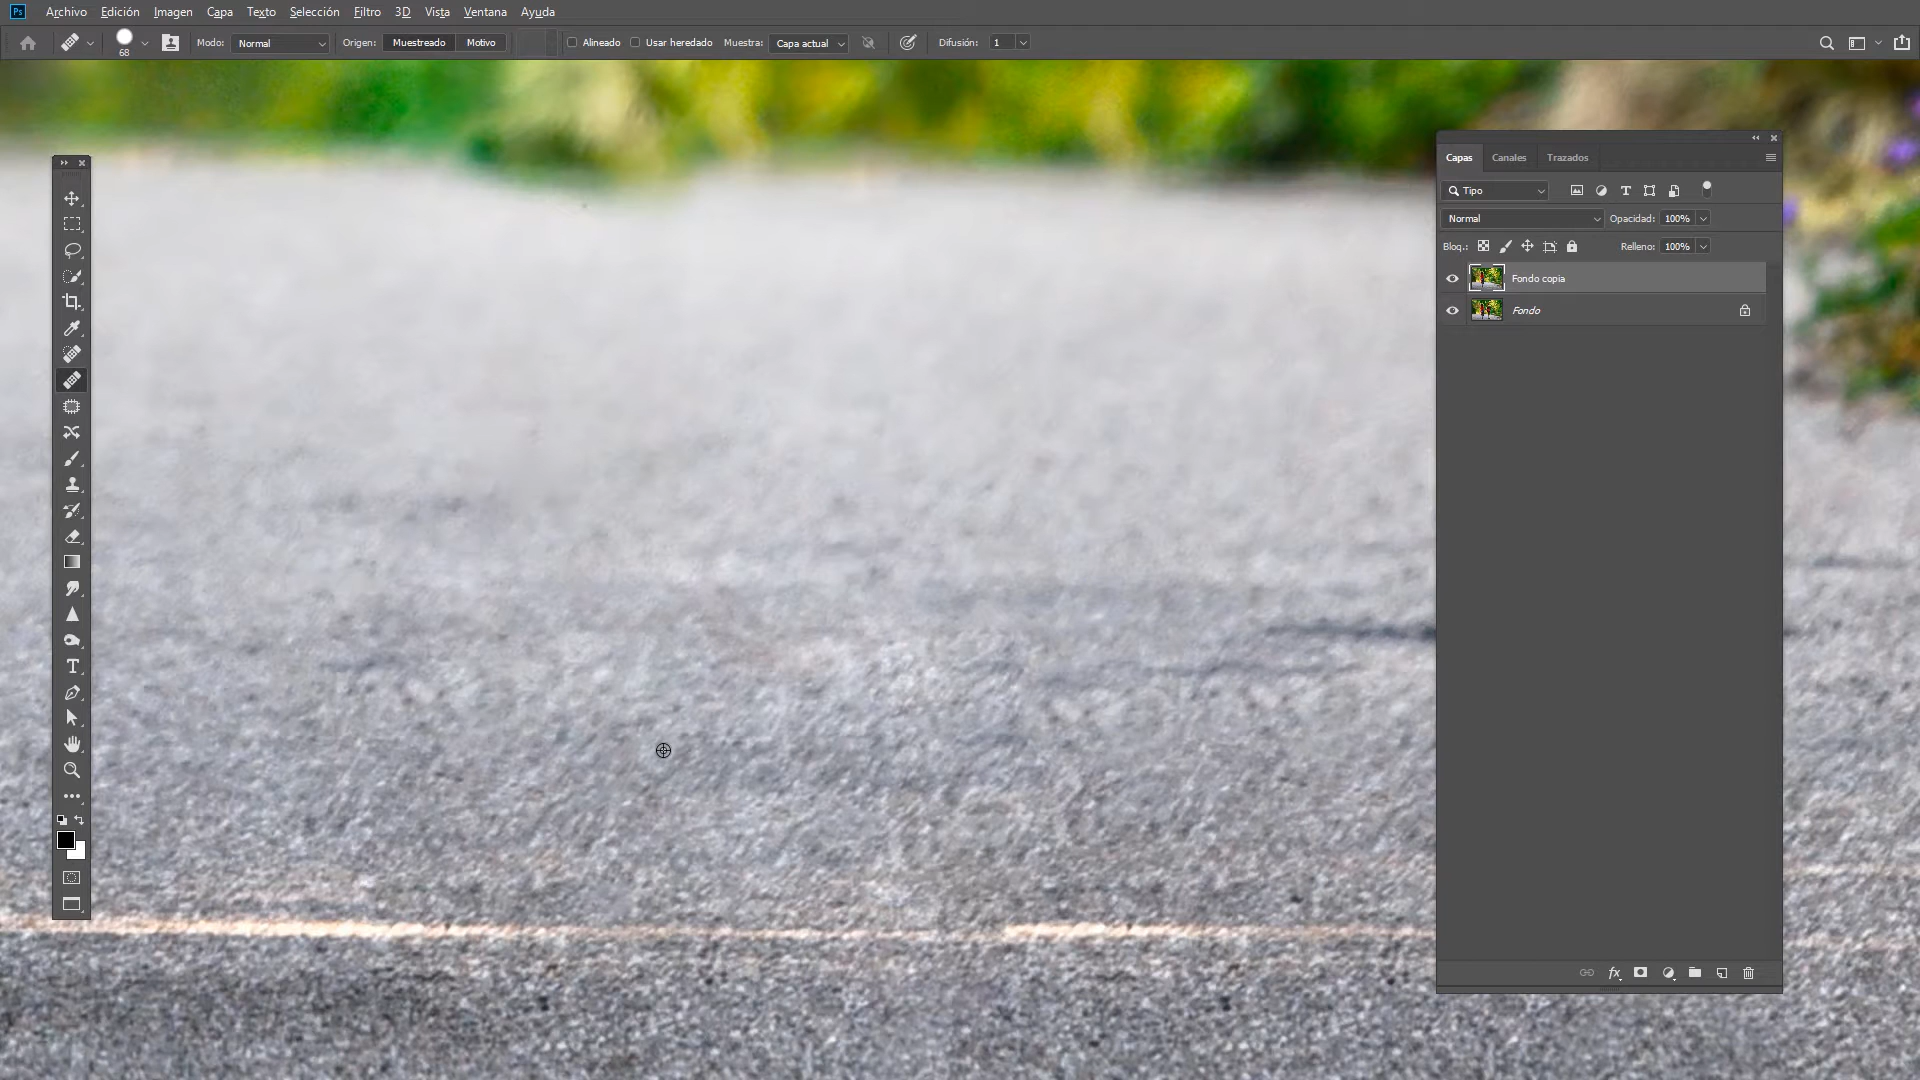 Ps Archivo Edición Imagen Capa Texto Selección Filtro 3D Vista Ventana Ayuda
68 Modo: Normal Origen: Muestreado Motivo Alineado Usar heredado Muestra: Capa actual Difusión: 1
Capas Canales Trazados
Tipo
Normal Opacidad: 100%
Bloq.: Relleno: 100%
Fondo copia
Fondo
fx